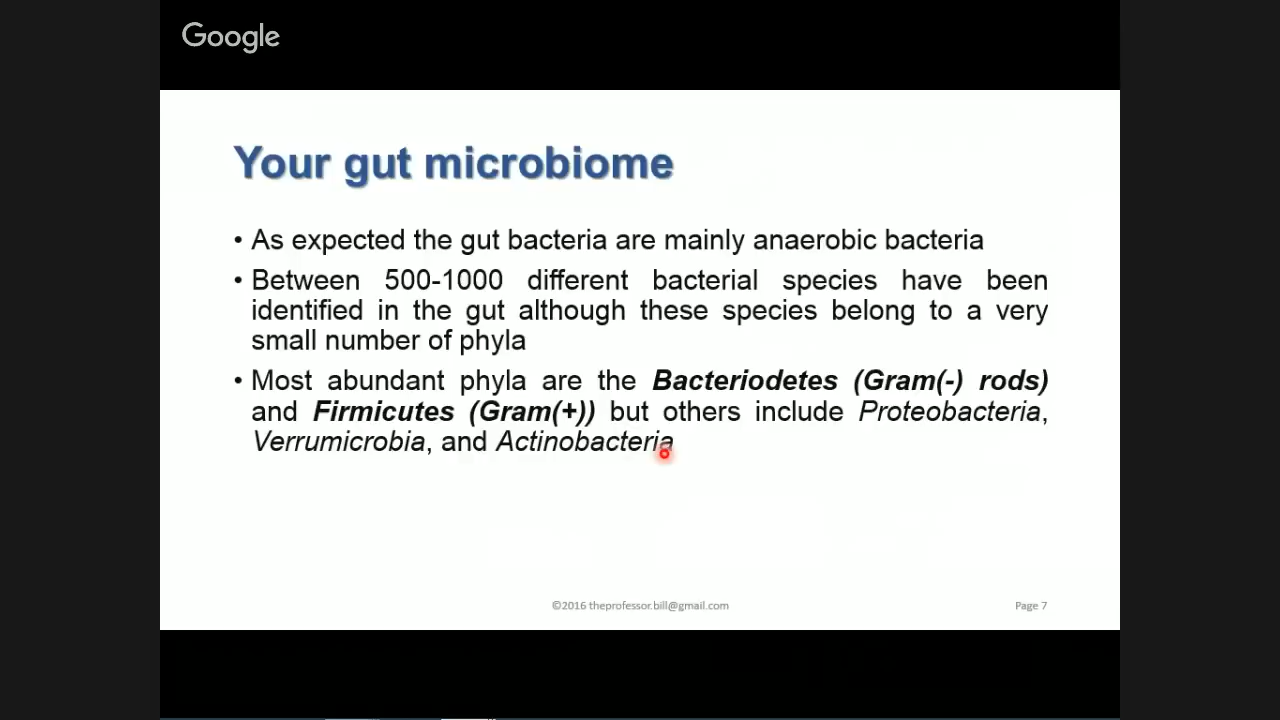 Google
Your gut microbiome
• As expected the gut bacteria are mainly anaerobic bacteria
• Between 500-1000 different bacterial species have been
identified in the gut although these species belong to a very
small number of phyla
• Most abundant phyla are the Bacteriodetes (Gram(-) rods)
and Firmicutes (Gram(+)) but others include Proteobacteria,
Verrumicrobia, and Actinobacteria
©2016 theprofessor.bill@gmail.com
Page 7